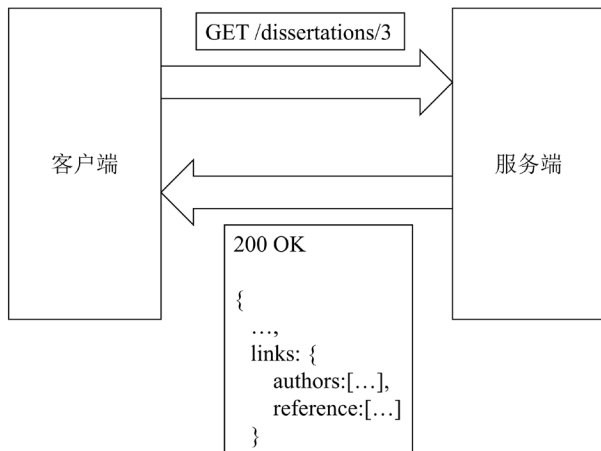 GET /dissertations/3
客户端
服务端
200 OK
{
…,
links: {
authors:[…],
reference:[…]
}